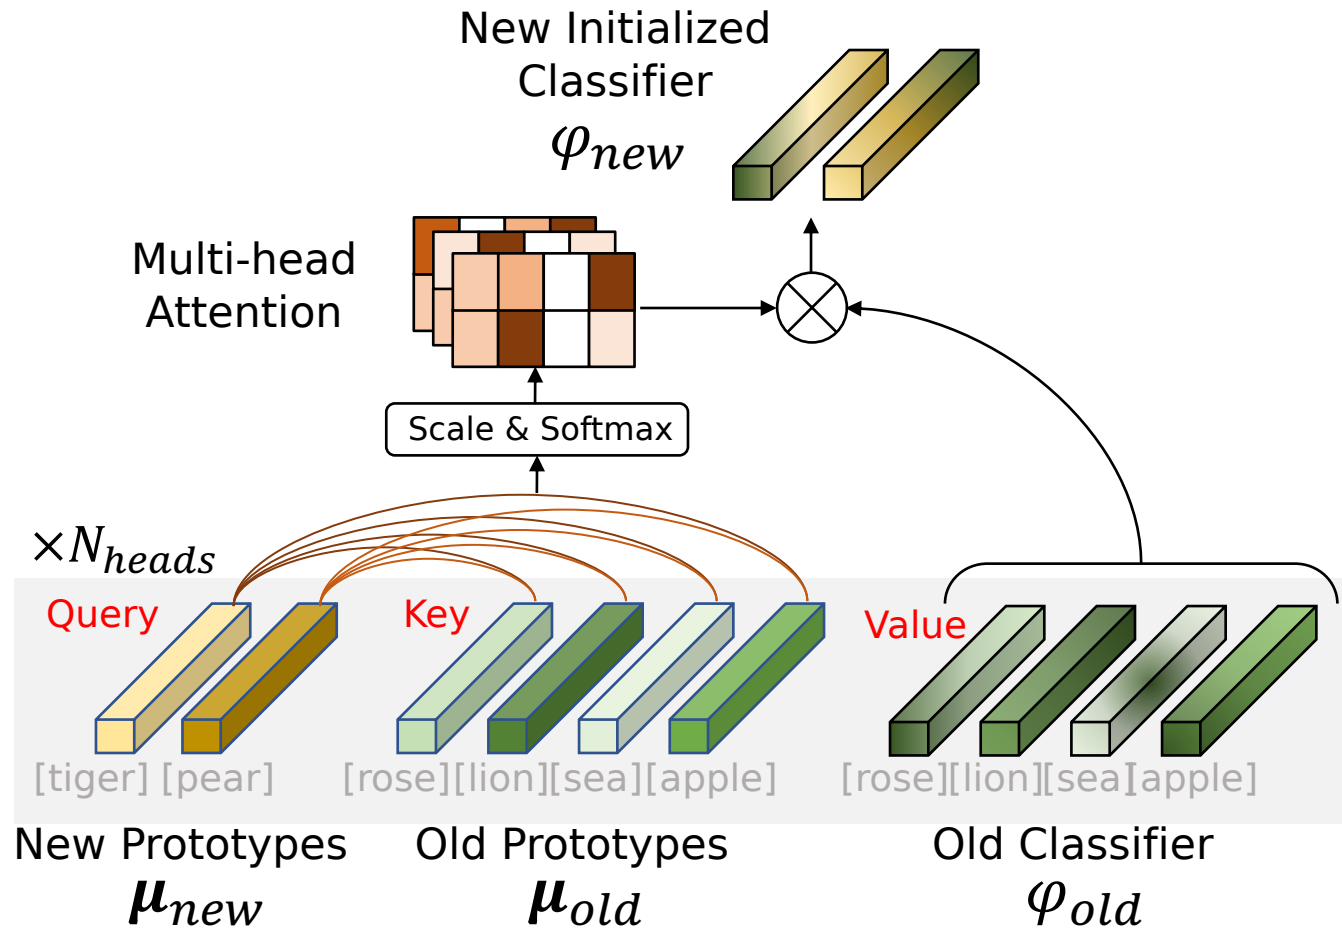 New Initialized
Classifier
φnew
Multi-head
Attention
Scale & Softmax
×Nheads
Query
Key
Value
[tiger] [pear]
[rose] [lion] [sea] [apple]
[rose] [lion] [sea] [apple]
New Prototypes
μnew
Old Prototypes
μold
Old Classifier
φold